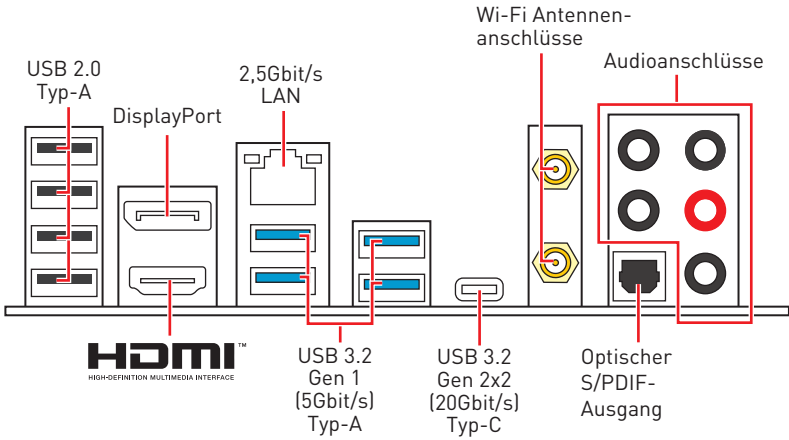 Wi-Fi Antennen-
anschlüsse
Audioanschlüsse
USB 2.0
Typ-A
2,5Gbit/s
LAN
DisplayPort
HDMI™
HIGH-DEFINITION MULTIMEDIA INTERFACE
USB 3.2
Gen 1
(5Gbit/s)
Typ-A
USB 3.2
Gen 2x2
(20Gbit/s)
Typ-C
Optischer
S/PDIF-
Ausgang